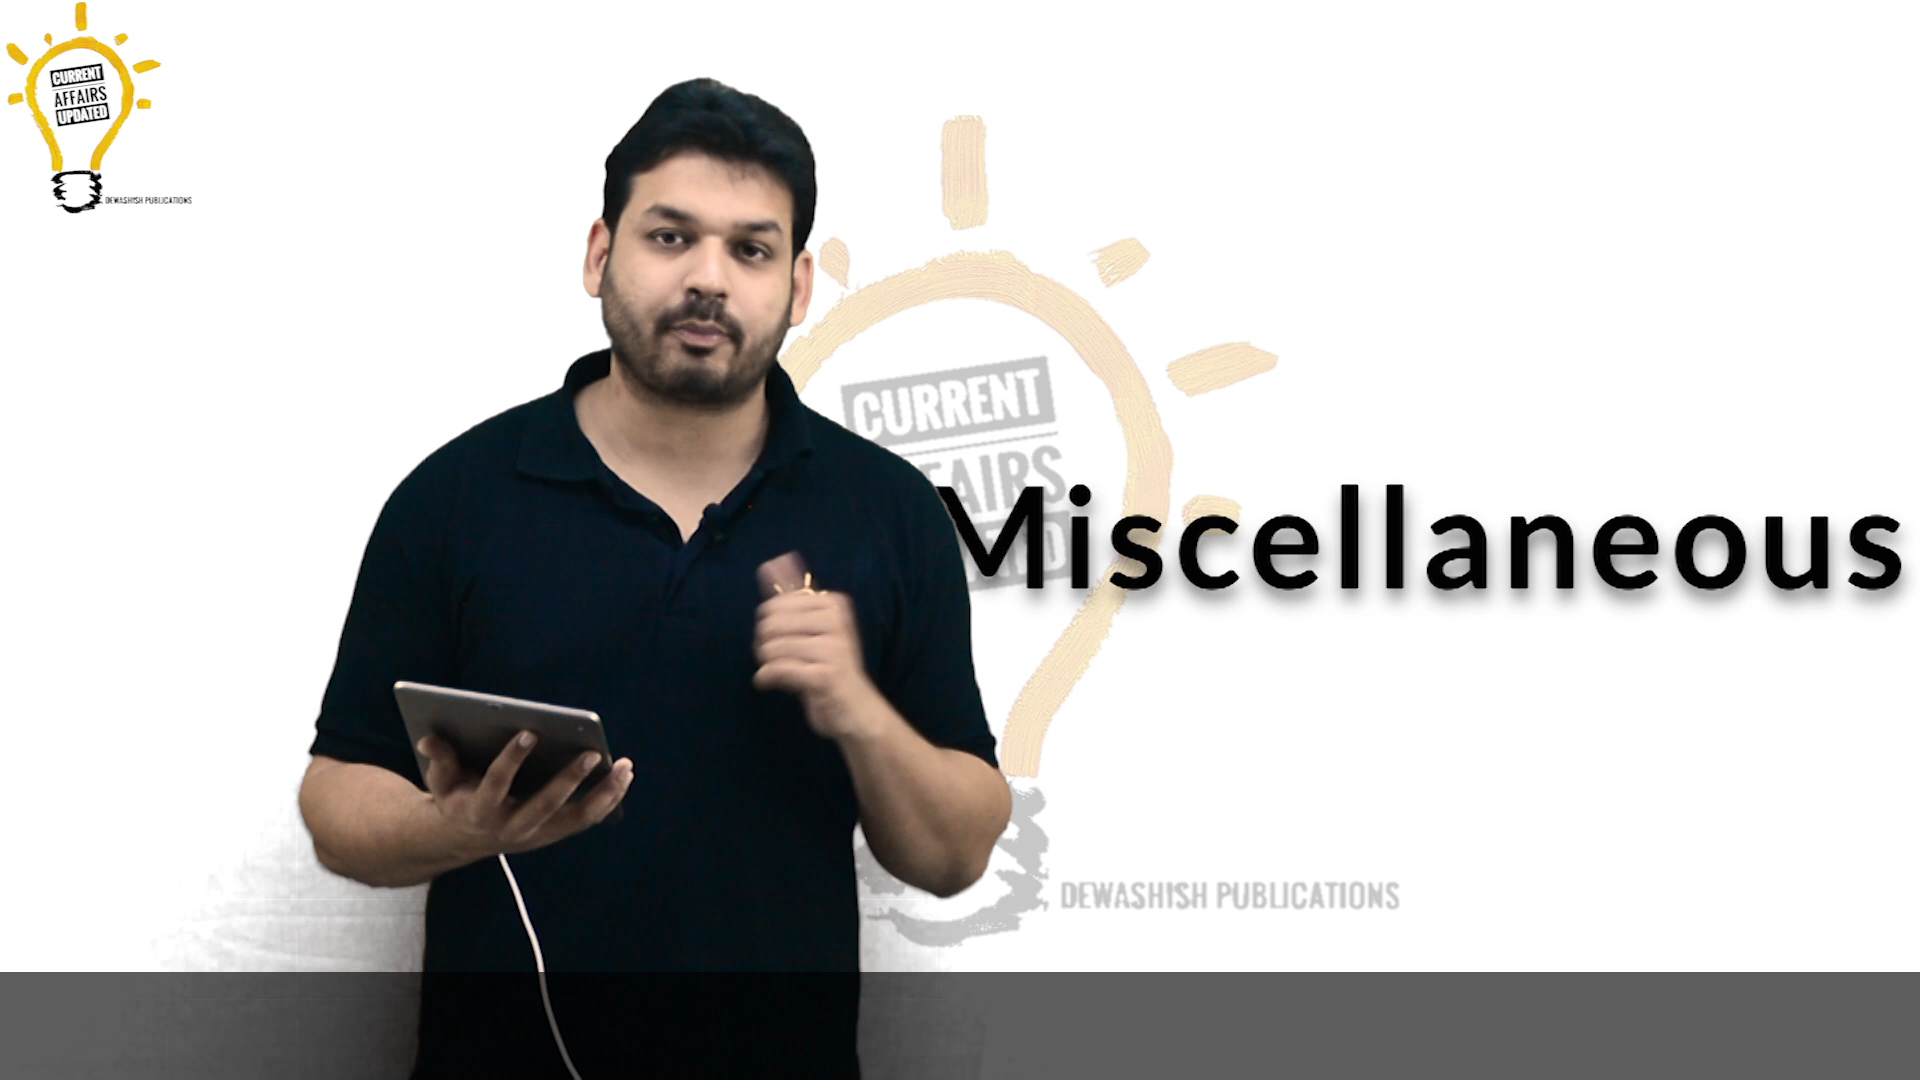 CURRENT
AFFAIRS
UPDATED
DEWASHISH PUBLICATIONS
CURRENT
Miscellaneous
DEWASHISH PUBLICATIONS